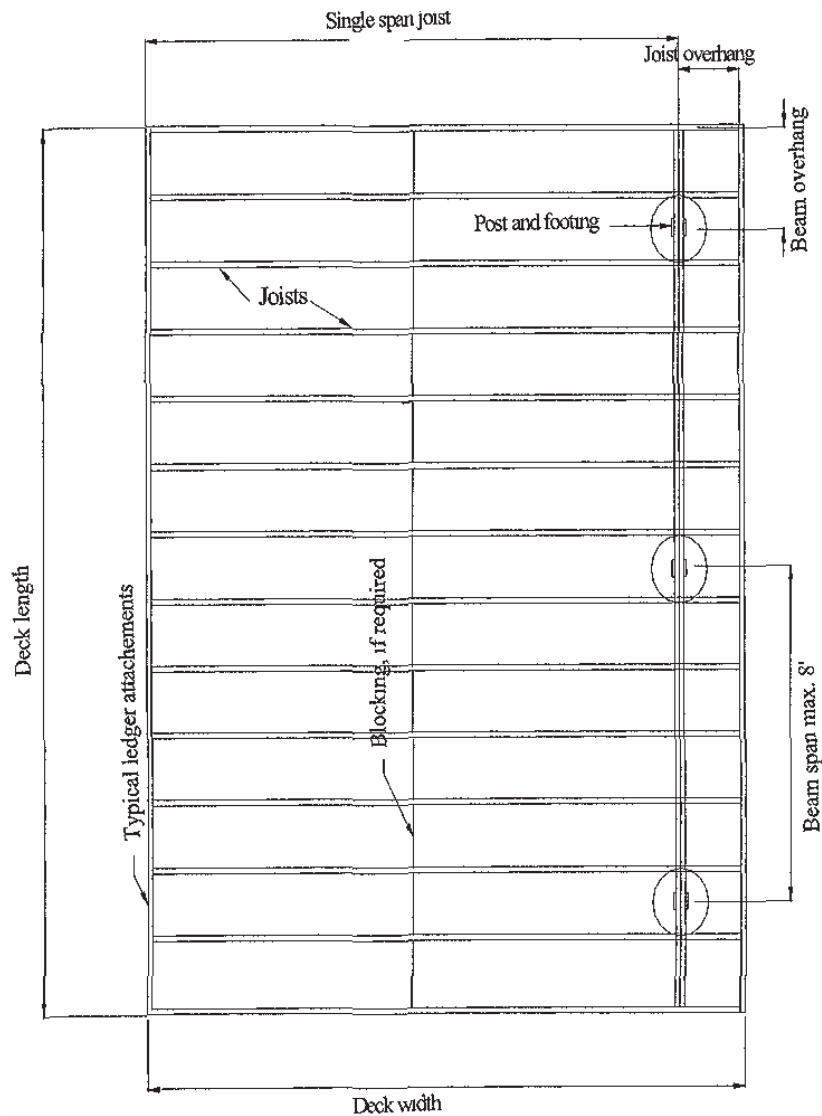 Single span joist
Joist overhang
Beam overhang
Post and footing
Joists
Deck length
Typical ledger attachements
Blocking, if required
Beam span max. 8'
Deck width